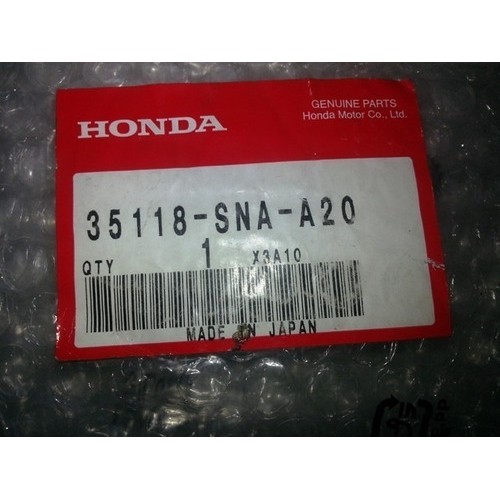 HONDA
GENUINE PARTS
Honda Motor Co., Ltd.
35118-SNA-A20
QTY 1 X3A10
MADE IN JAPAN